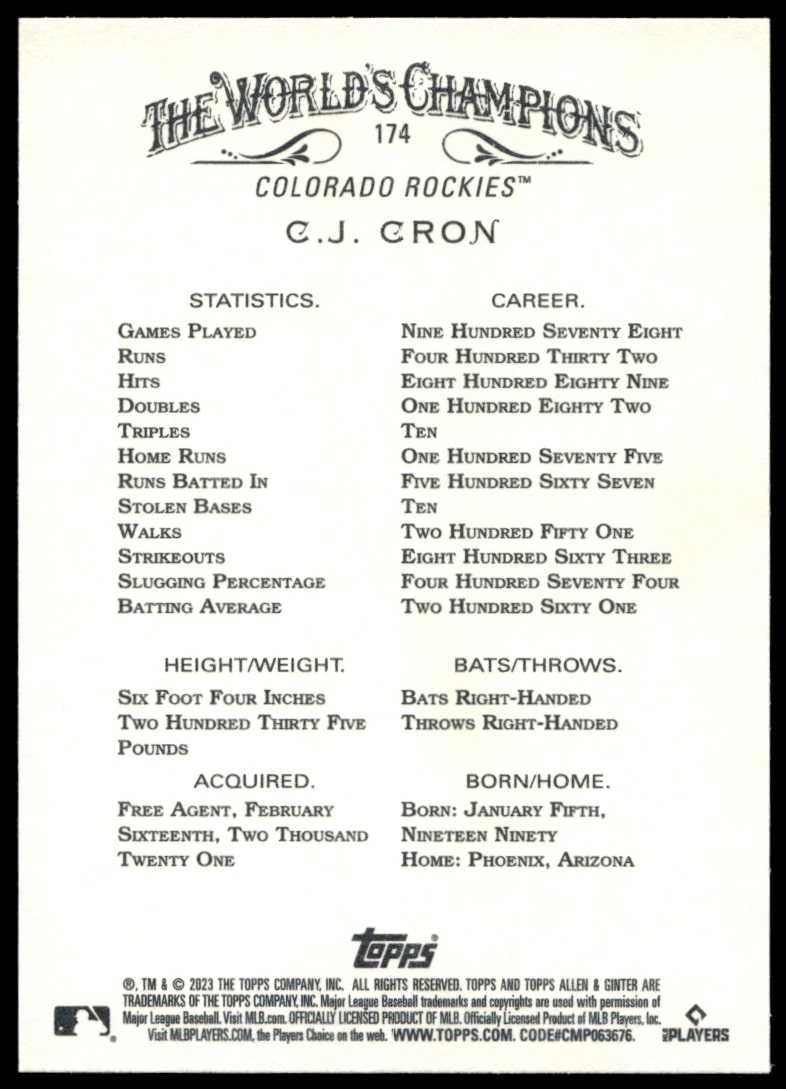 THE WORLD'S CHAMPIONS
174
COLORADO ROCKIES™
C.J. CRON
STATISTICS. CAREER.
GAMES PLAYED NINE HUNDRED SEVENTY EIGHT
RUNS FOUR HUNDRED THIRTY TWO
HITS EIGHT HUNDRED EIGHTY NINE
DOUBLES ONE HUNDRED EIGHTY TWO
TRIPLES TEN
HOME RUNS ONE HUNDRED SEVENTY FIVE
RUNS BATTED IN FIVE HUNDRED SIXTY SEVEN
STOLEN BASES TEN
WALKS TWO HUNDRED FIFTY ONE
STRIKEOUTS EIGHT HUNDRED SIXTY THREE
SLUGGING PERCENTAGE FOUR HUNDRED SEVENTY FOUR
BATTING AVERAGE TWO HUNDRED SIXTY ONE
HEIGHT/WEIGHT.
SIX FOOT FOUR INCHES
TWO HUNDRED THIRTY FIVE
POUNDS
BATS/THROWS.
BATS RIGHT-HANDED
THROWS RIGHT-HANDED
ACQUIRED.
FREE AGENT, FEBRUARY
SIXTEENTH, TWO THOUSAND
TWENTY ONE
BORN/HOME.
BORN: JANUARY FIFTH,
NINETEEN NINETY
HOME: PHOENIX, ARIZONA
TOPPS®
®, TM & © 2023 THE TOPPS COMPANY, INC. ALL RIGHTS RESERVED. TOPPS AND TOPPS ALLEN & GINTER ARE
TRADEMARKS OF THE TOPPS COMPANY, INC. Major League Baseball trademarks and copyrights are used with permission of
Major League Baseball. Visit MLB.com. OFFICIALLY LICENSED PRODUCT OF MLB. Officially Licensed Product of MLB Players, Inc.
Visit MLBPLAYERS.COM, the Players Choice on the web. WWW.TOPPS.COM. CODE#CMP063676.
MLB PLAYERS